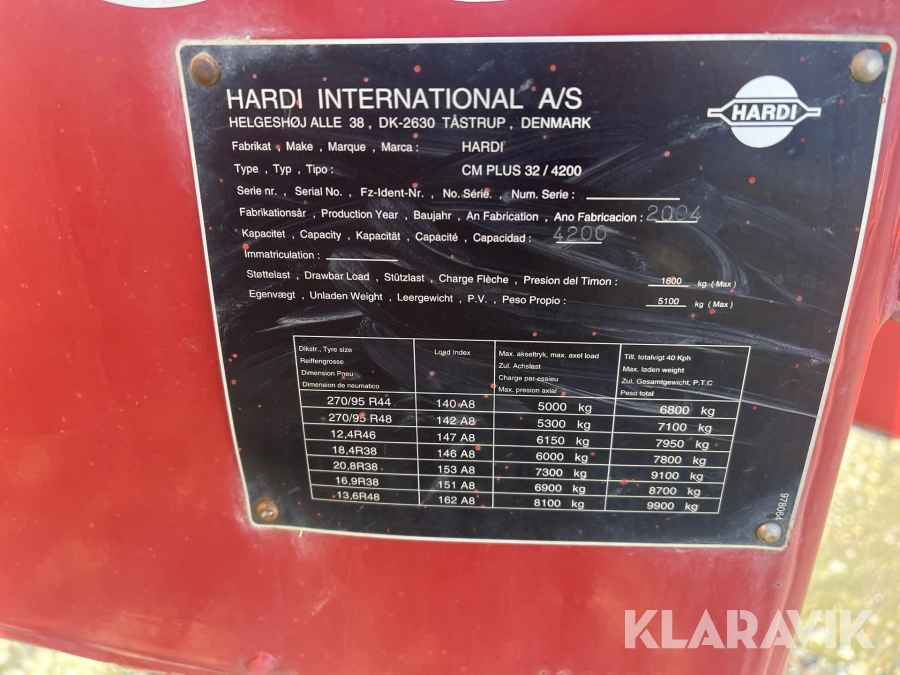 HARDI INTERNATIONAL A/S
HELGESHØJ ALLE 38 , DK-2630 TÅSTRUP , DENMARK
HARDI
Fabrikat , Make , Marque , Marca : HARDI
Type , Typ , Tipo : CM PLUS 32 / 4200
Serie nr. , Serial No. , Fz-Ident-Nr. , No. Série. , Num. Serie :
Fabrikationsår , Production Year , Baujahr , An Fabrication , Ano Fabricacion : 2004
Kapacitet , Capacity , Kapacität , Capacité , Capacidad : 4200
Immatriculation :
Støttelast , Drawbar Load , Stützlast , Charge Flèche , Presion del Timon : 1800 kg ( Max )
Egenvægt , Unladen Weight , Leergewicht , P.V. , Peso Propio : 5100 kg ( Max )
Dikstr., Tyre size
Reiffengrosse
Dimension Pneu
Dimension de neumatico
Load Index
Max. akseltryk, max. axel load
Zul. Achslast
Charge par essieu
Max. presion axial
Till. totalvigt 40 Kph
Max. laden weight
Zul. Gesamtgewicht, P.T.C
Peso total
270/95 R44 140 A8 5000 kg 6800 kg
270/95 R48 142 A8 5300 kg 7100 kg
12,4R46 147 A8 6150 kg 7950 kg
18,4R38 146 A8 6000 kg 7800 kg
20,8R38 153 A8 7300 kg 9100 kg
16,9R38 151 A8 6900 kg 8700 kg
13,6R48 162 A8 8100 kg 9900 kg
978064
KLARAVIK